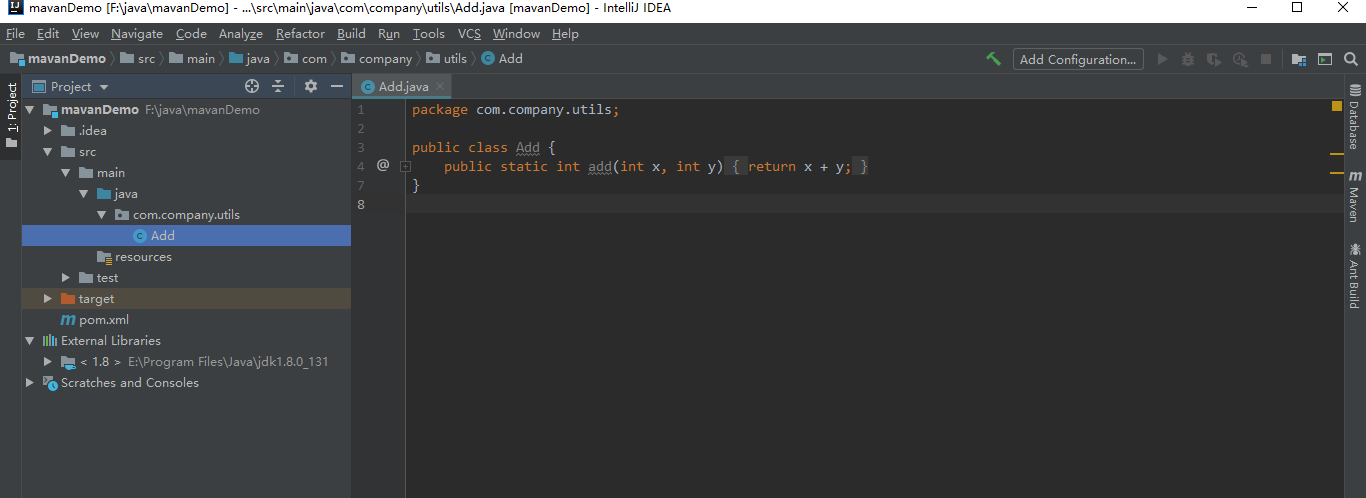 mavanDemo [F:\java\mavanDemo] - ...\src\main\java\com\company\utils\Add.java [mavanDemo] - IntelliJ IDEA
File Edit View Navigate Code Analyze Refactor Build Run Tools VCS Window Help
mavanDemo src main java com company utils Add Add Configuration...
1: Project
Project
mavanDemo F:\java\mavanDemo
.idea
src
main
java
com.company.utils
Add
resources
test
target
pom.xml
External Libraries
< 1.8 > E:\Program Files\Java\jdk1.8.0_131
Scratches and Consoles
Add.java
1 package com.company.utils;
2
3 public class Add {
4 @ public static int add(int x, int y) { return x + y; }
7 }
8
Database
Maven
Ant Build